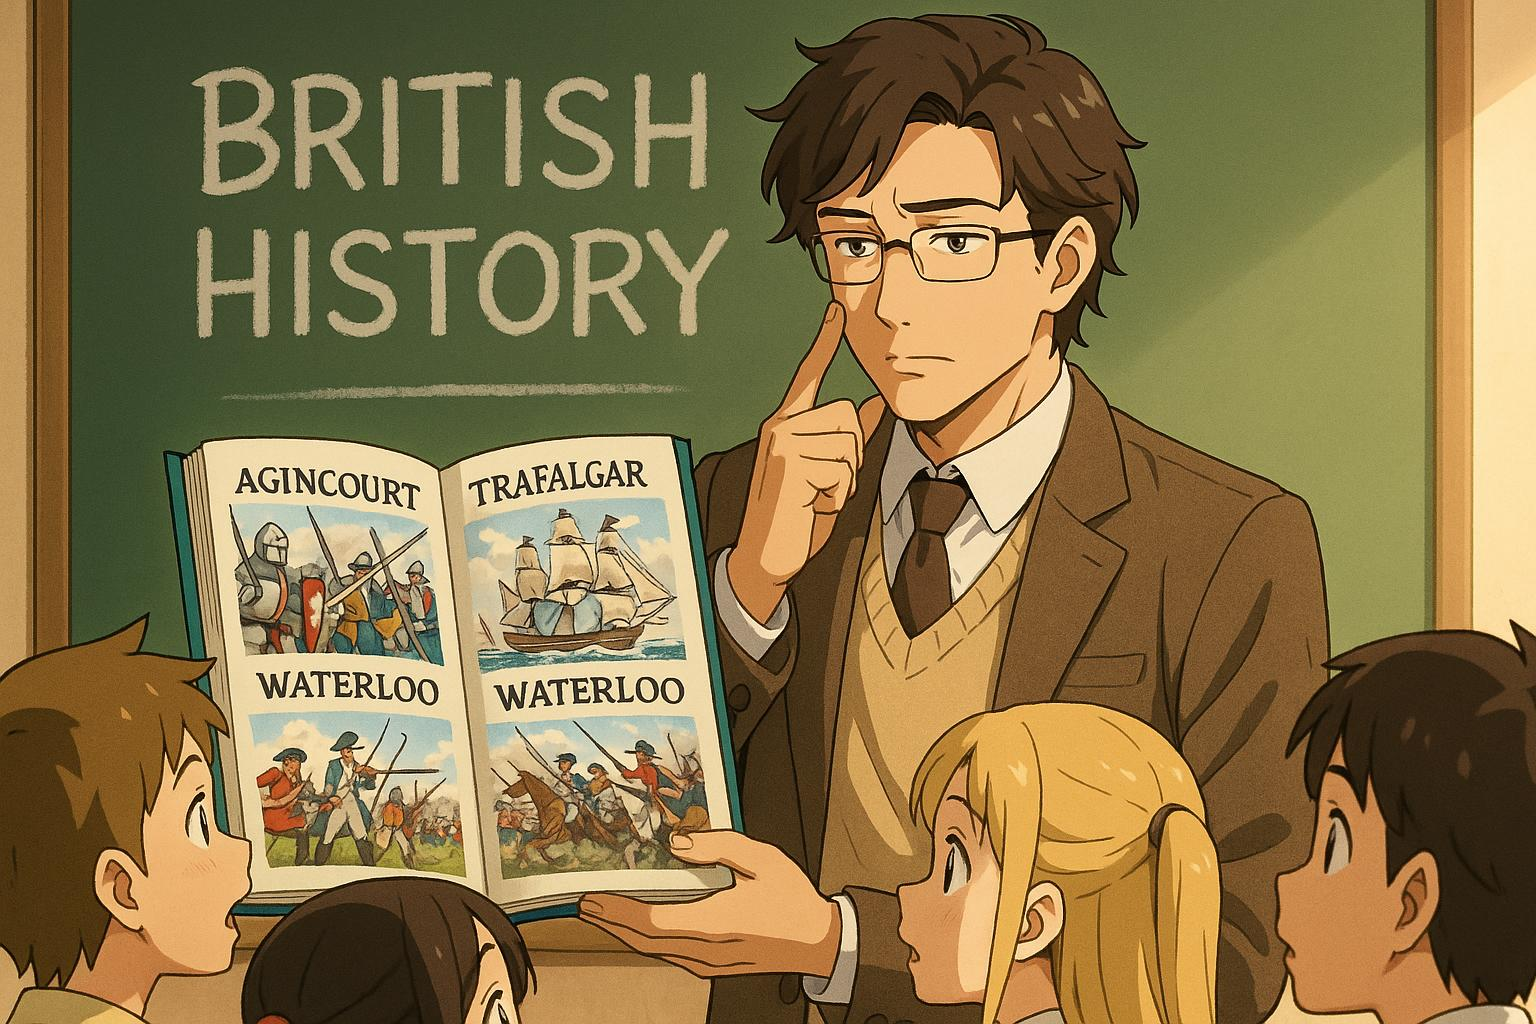 BRITISH
HISTORY
AGINCOURT
TRAFALGAR
WATERLOO
WATERLOO